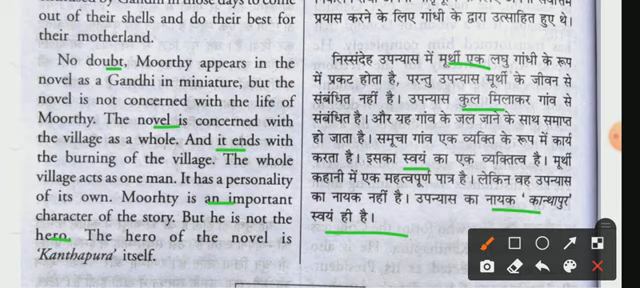 out of their shells and do their best for
their motherland.
No doubt, Moorthy appears in the
novel as a Gandhi in miniature, but the
novel is not concerned with the life of
Moorthy. The novel is concerned with
the village as a whole. And it ends with
the burning of the village. The whole
village acts as one man. It has a personality
of its own. Moorhty is an important
character of the story. But he is not the
hero. The hero of the novel is
‘Kanthapura’ itself.
प्रयास करने के लिए गांधी के द्वारा उत्साहित हुए थे।
निस्संदेह उपन्यास में मूर्थी एक लघु गांधी के रूप
में प्रकट होता है, परन्तु उपन्यास मूर्थी के जीवन से
संबंधित नहीं है। उपन्यास कुल मिलाकर गांव से
संबंधित है। और यह गांव के जल जाने के साथ समाप्त
हो जाता है। समूचा गांव एक व्यक्ति के रूप में कार्य
करता है। इसका स्वयं का एक व्यक्तित्व है। मूर्थी
कहानी में एक महत्वपूर्ण पात्र है। लेकिन वह उपन्यास
का नायक नहीं है। उपन्यास का नायक ‘कान्थापुर’
स्वयं ही है।